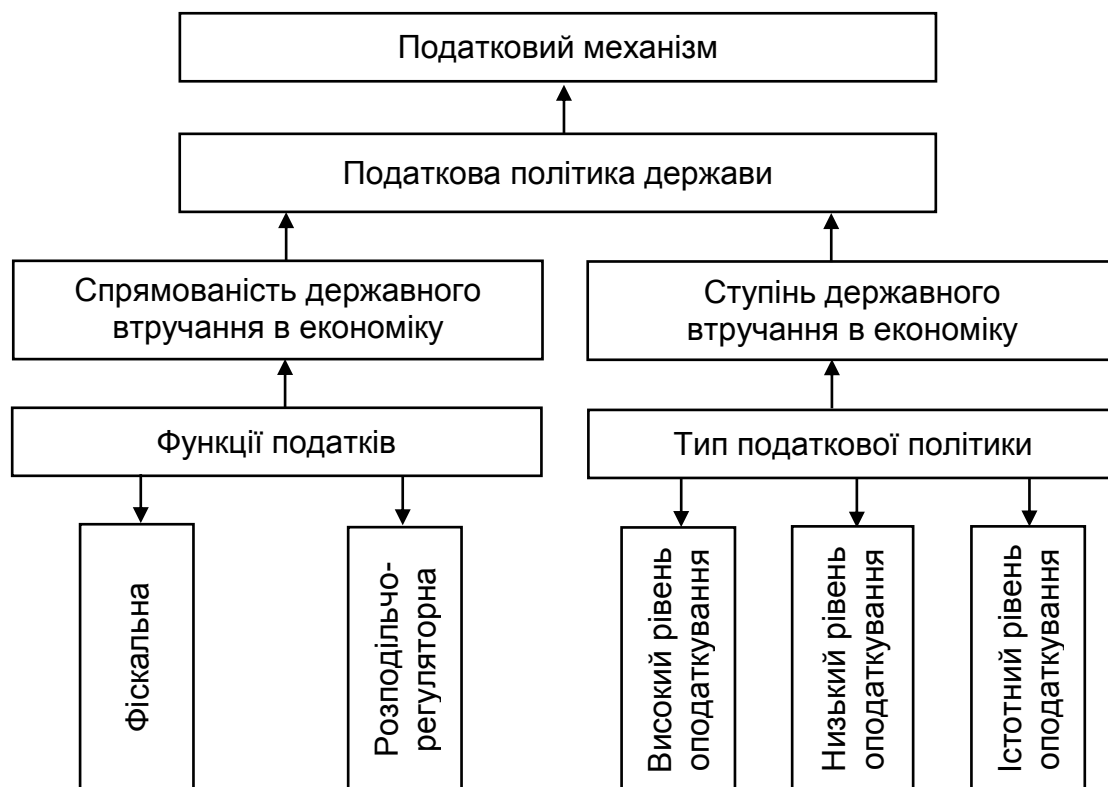 Податковий механізм
Податкова політика держави
Спрямованість державного
втручання в економіку
Ступінь державного
втручання в економіку
Функції податків
Тип податкової політики
Фіскальна
Розподільчо-
регуляторна
Високий рівень
оподаткування
Низький рівень
оподаткування
Істотний рівень
оподаткування